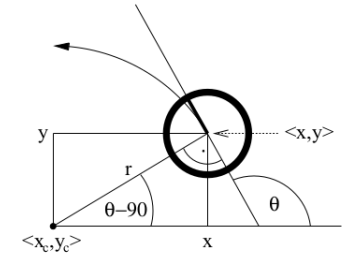 y
<x,y>
r
θ
θ−90
<x_c,y_c>
x